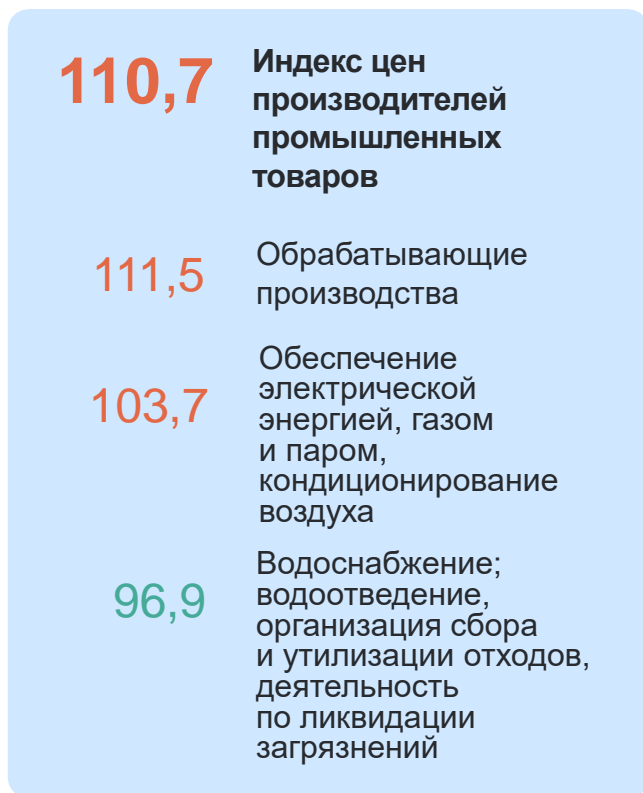 110,7
Индекс цен
производителей
промышленных
товаров
111,5
Обрабатывающие
производства
103,7
Обеспечение
электрической
энергией, газом
и паром,
кондиционирование
воздуха
96,9
Водоснабжение;
водоотведение,
организация сбора
и утилизации отходов,
деятельность
по ликвидации
загрязнений